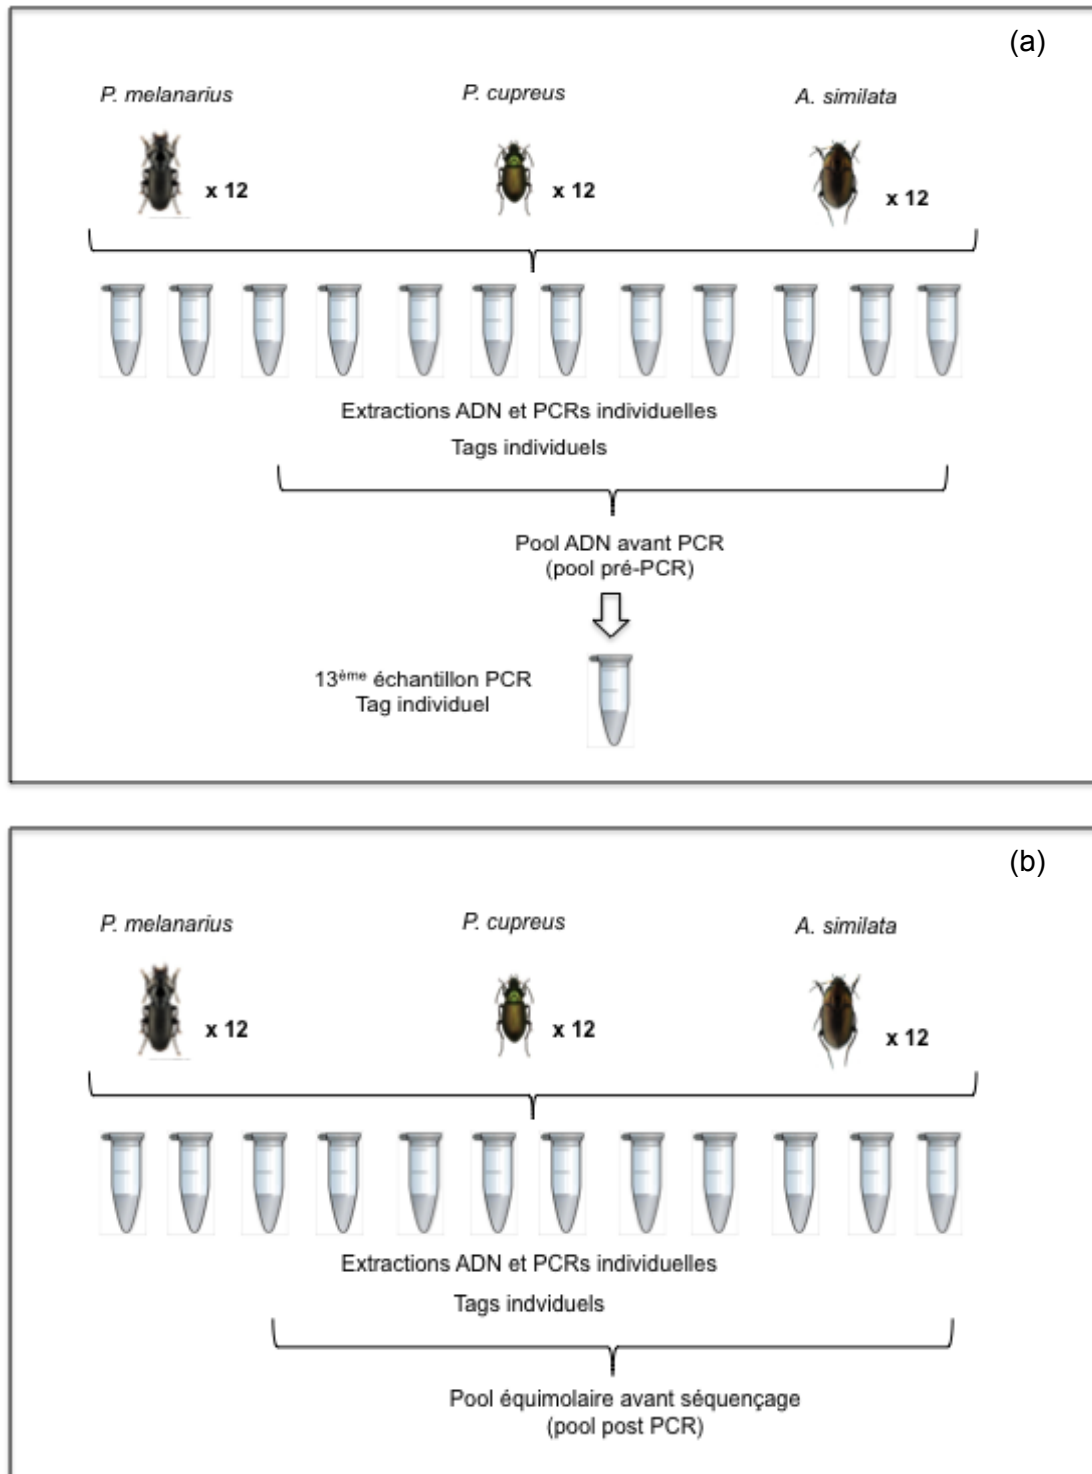 (a)
P. melanarius
P. cupreus
A. similata
x 12
x 12
x 12
Extractions ADN et PCRs individuelles
Tags individuels
Pool ADN avant PCR
(pool pré-PCR)
13ème échantillon PCR
Tag individuel
(b)
P. melanarius
P. cupreus
A. similata
x 12
x 12
x 12
Extractions ADN et PCRs individuelles
Tags indviduels
Pool équimolaire avant séquençage
(pool post PCR)